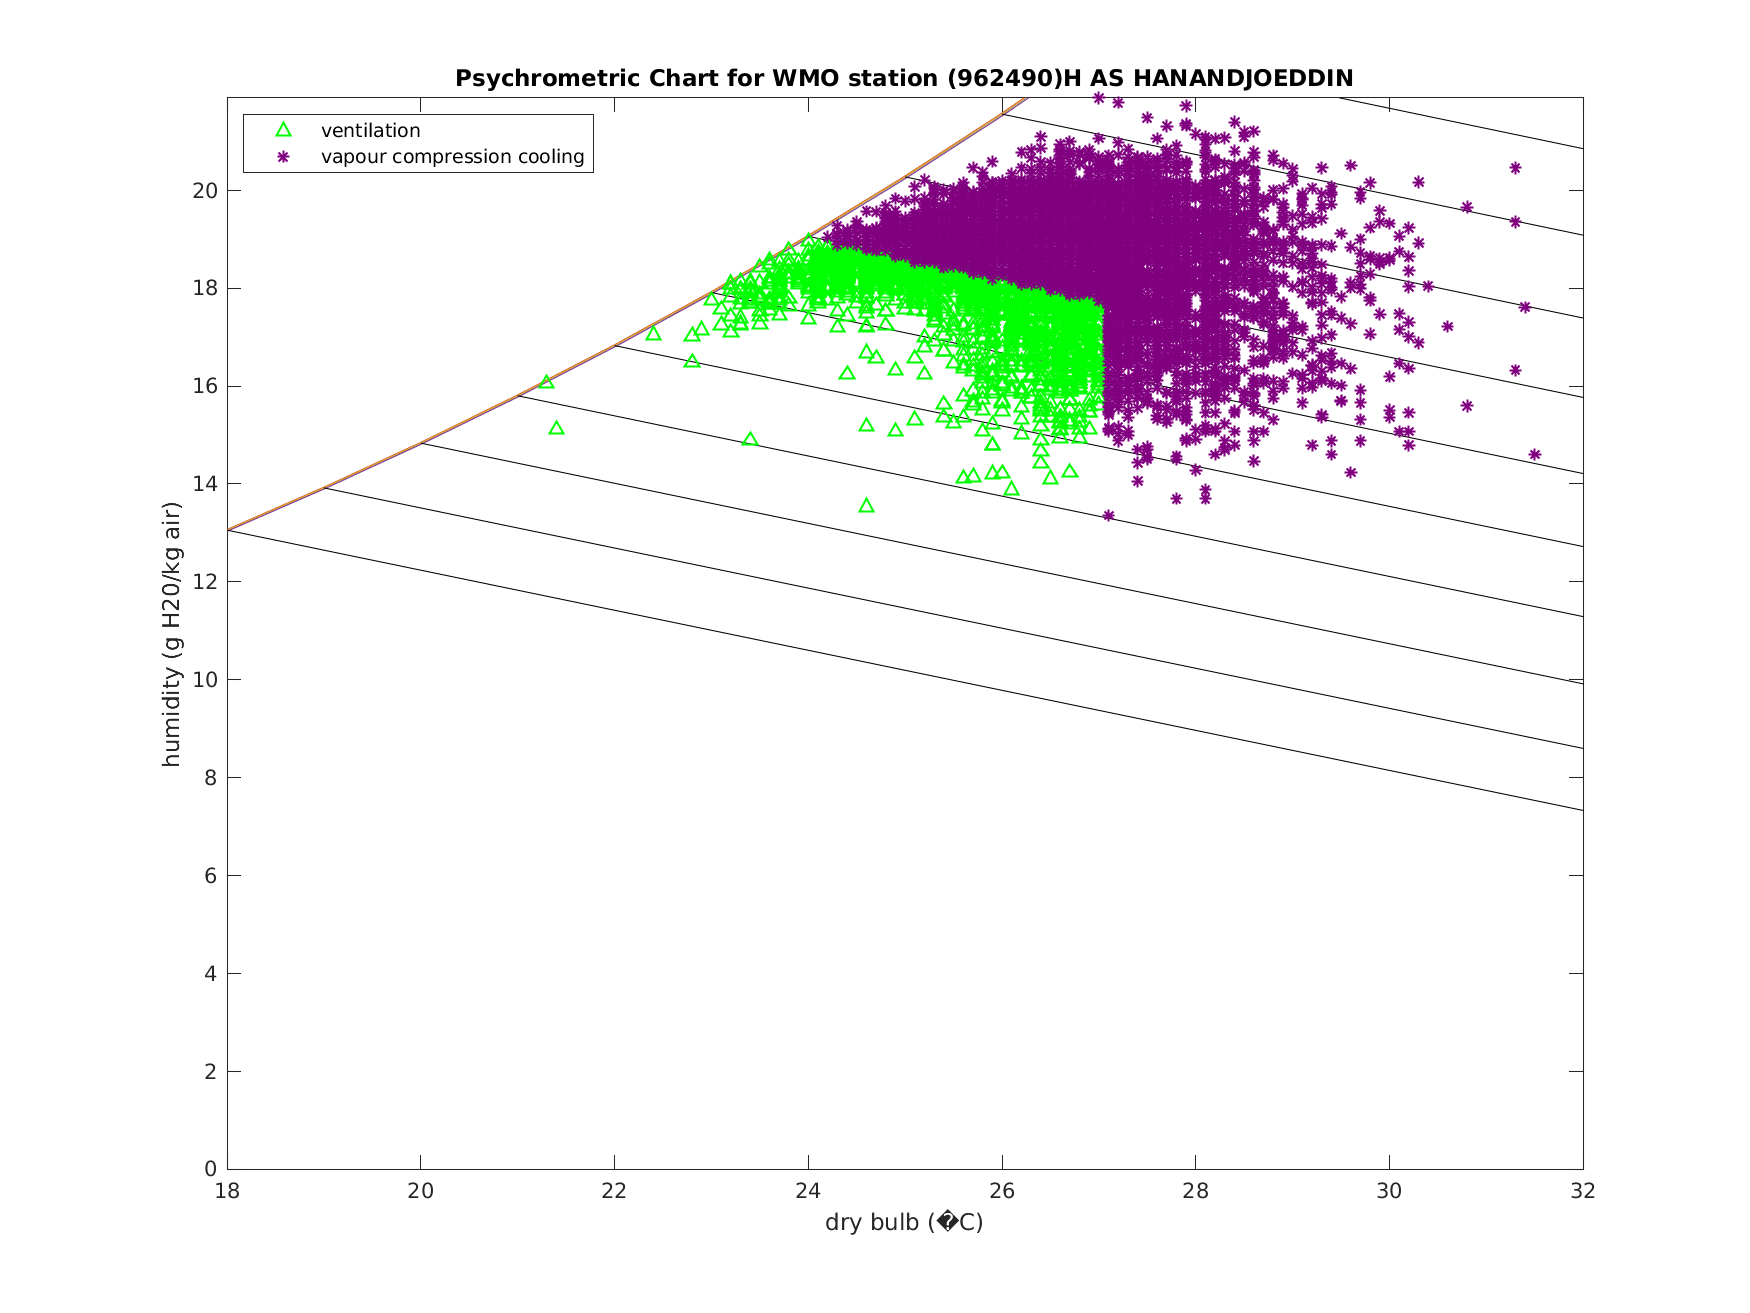 Psychrometric Chart for WMO station (962490)H AS HANANDJOEDDIN
ventilation
vapour compression cooling
humidity (g H20/kg air)
20
18
16
14
12
10
8
6
4
2
0
18 20 22 24 26 28 30 32
dry bulb (�C)